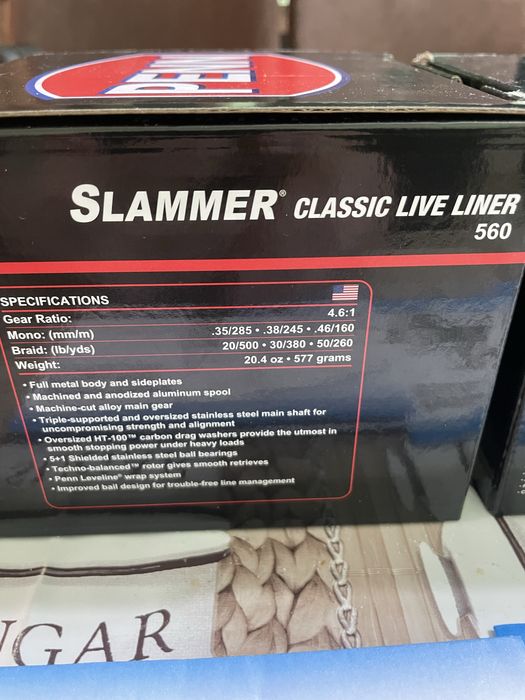 PENN
SLAMMER® CLASSIC LIVE LINER
560
SPECIFICATIONS
Gear Ratio: 4.6:1
Mono: (mm/m) .35/285 • .38/245 • .46/160
Braid: (lb/yds) 20/500 • 30/380 • 50/260
Weight: 20.4 oz • 577 grams
• Full metal body and sideplates
• Machined and anodized aluminum spool
• Machine-cut alloy main gear
• Triple-supported and oversized stainless steel main shaft for
uncompromising strength and alignment
• Oversized HT-100™ carbon drag washers provide the utmost in
smooth stopping power under heavy loads
• 5+1 Shielded stainless steel ball bearings
• Techno-balanced™ rotor gives smooth retrieves
• Penn Leveline® wrap system
• Improved bail design for trouble-free line management
UGAR